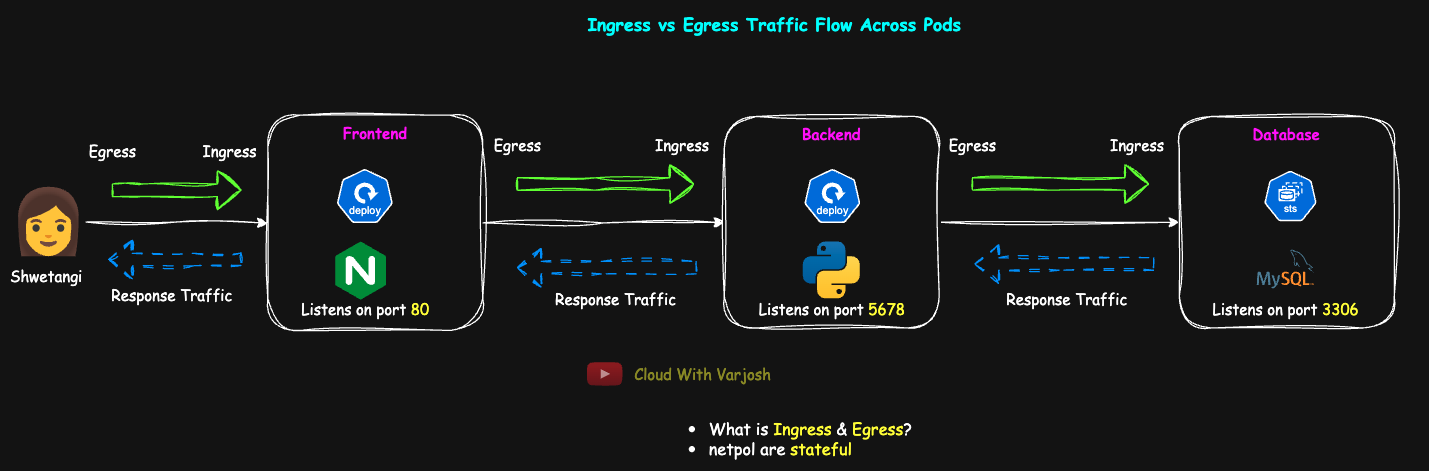 Ingress vs Egress Traffic Flow Across Pods
Egress
Ingress
Frontend
deploy
N
Listens on port 80
Shwetangi
Response Traffic
Egress
Ingress
Backend
deploy
Listens on port 5678
Response Traffic
Egress
Ingress
Database
sts
MySQL
Listens on port 3306
Response Traffic
Cloud With Varjosh
• What is Ingress & Egress?
• netpol are stateful